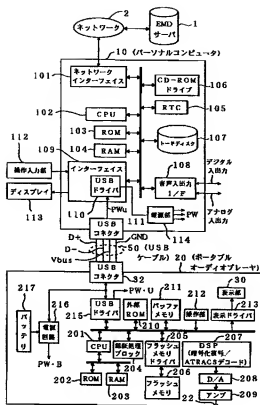 2
ネットワーク
EMD
サーバ
1
10 (パーソナルコンピュータ)
101
ネットワーク
インターフェイス
CD-ROM
ドライブ
106
102
CPU
RTC
105
103
ROM
107
104
RAM
ハードディスク
112
109
108
操作入力部
インターフェイス
音声入出力
I/F
デジタル
入出力
ディスプレイ
USB
ドライバ
アナログ
入出力
113
110
PWu
111
電源部
PW
USB
コネクタ
114
D+
GND
D-
50 (USB
ケーブル)
Vbus
USB
コネクタ
32
20 (ポータブル
オーディオプレーヤ)
30
217
216
PW・U
211
212
表示部
バッテリ
電源
回路
USB
ドライバ
外部
ROM
バッファ
メモリ
操作部
213
表示ドライバ
215
210
205
207
201
CPU
フラッシュ
メモリ
ドライバ
DSP
(暗号化復号/
ATRAC3デコード)
208
PW・B
204
206
D/A
202
ROM
RAM
203
フラッシュ
メモリ
209
アンプ
22